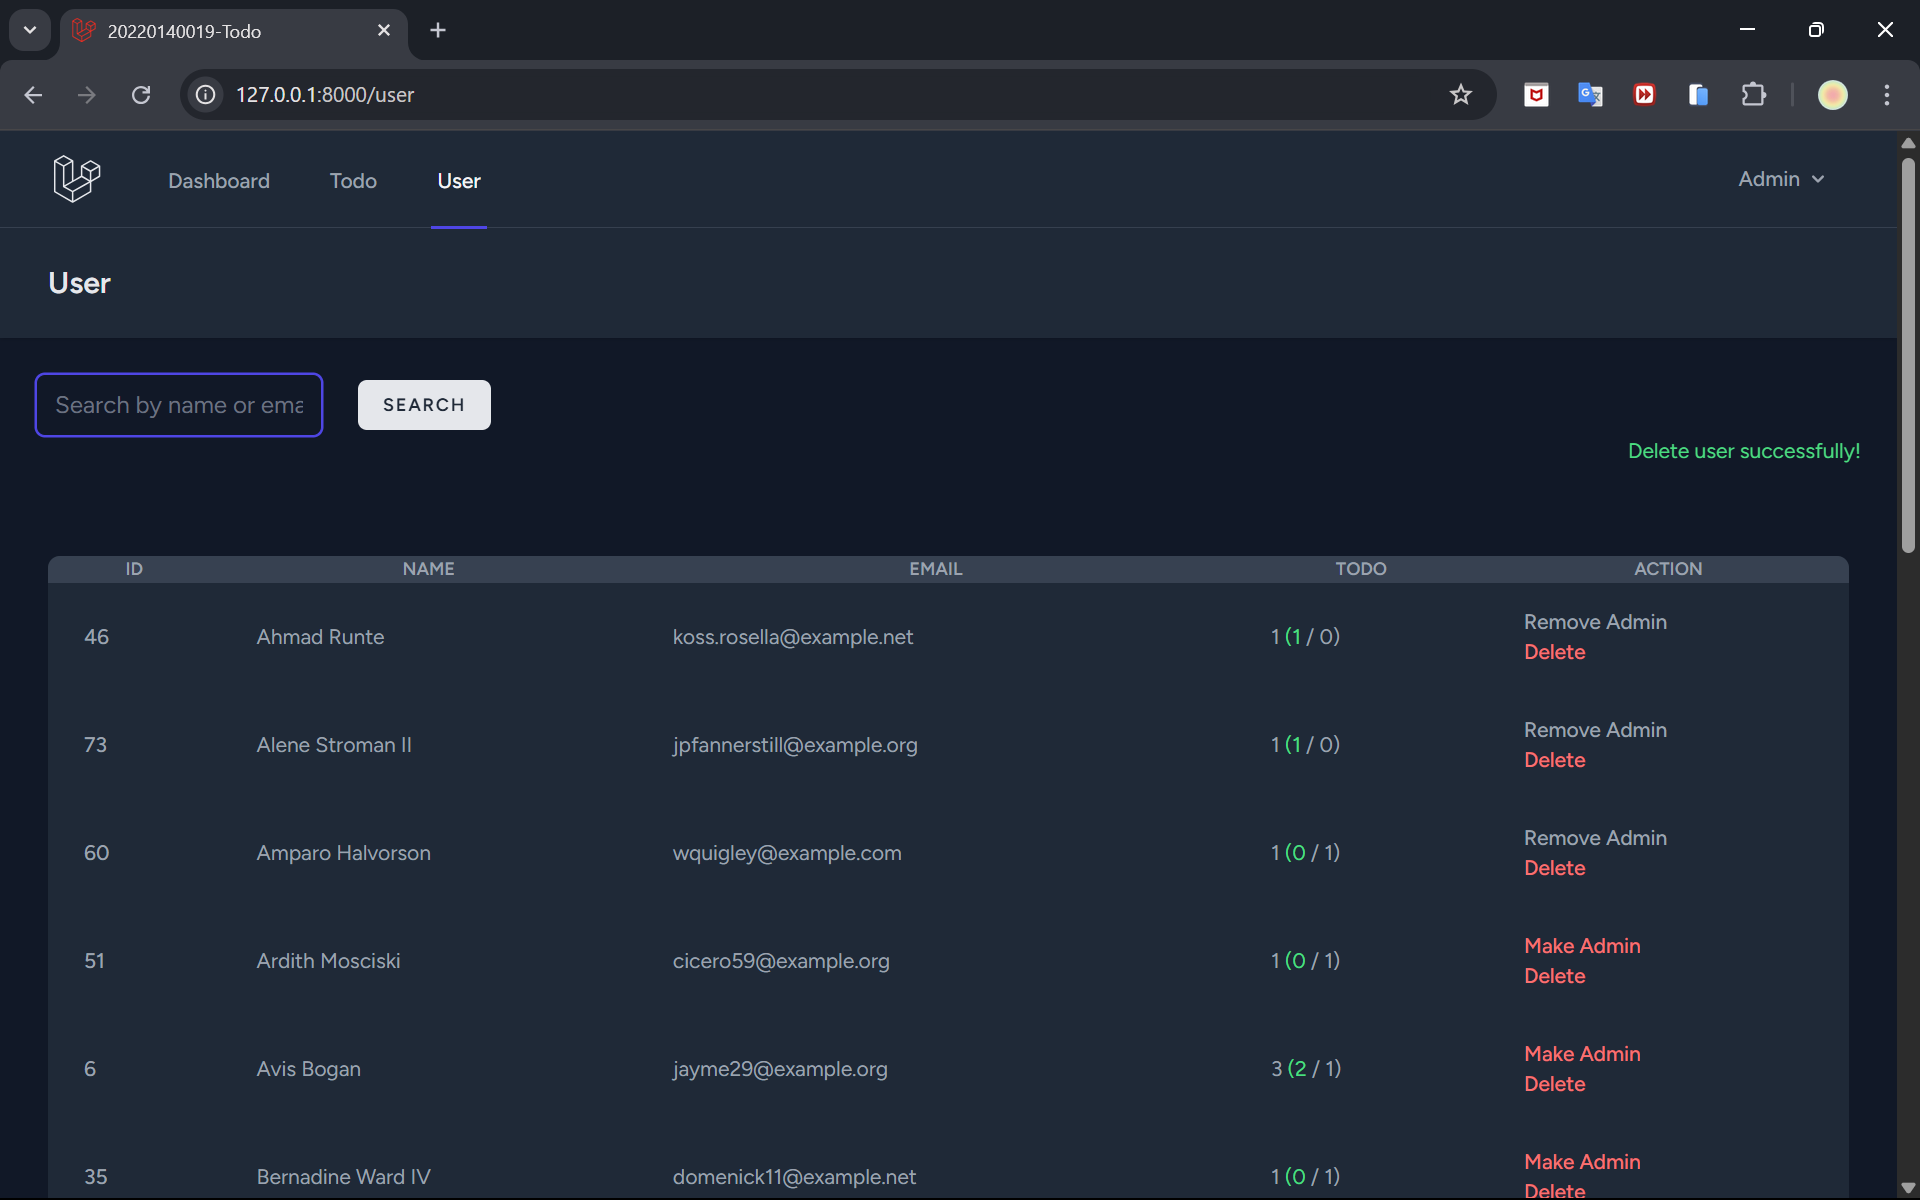 20220140019-Todo
127.0.0.1:8000/user
Dashboard Todo User Admin
User
Search by name or ema SEARCH
Delete user successfully!
ID NAME EMAIL TODO ACTION
46 Ahmad Runte koss.rosella@example.net 1 (1 / 0) Remove Admin
Delete
73 Alene Stroman II jpfannerstill@example.org 1 (1 / 0) Remove Admin
Delete
60 Amparo Halvorson wquigley@example.com 1 (0 / 1) Remove Admin
Delete
51 Ardith Mosciski cicero59@example.org 1 (0 / 1) Make Admin
Delete
6 Avis Bogan jayme29@example.org 3 (2 / 1) Make Admin
Delete
35 Bernadine Ward IV domenick11@example.net 1 (0 / 1) Make Admin
Delete